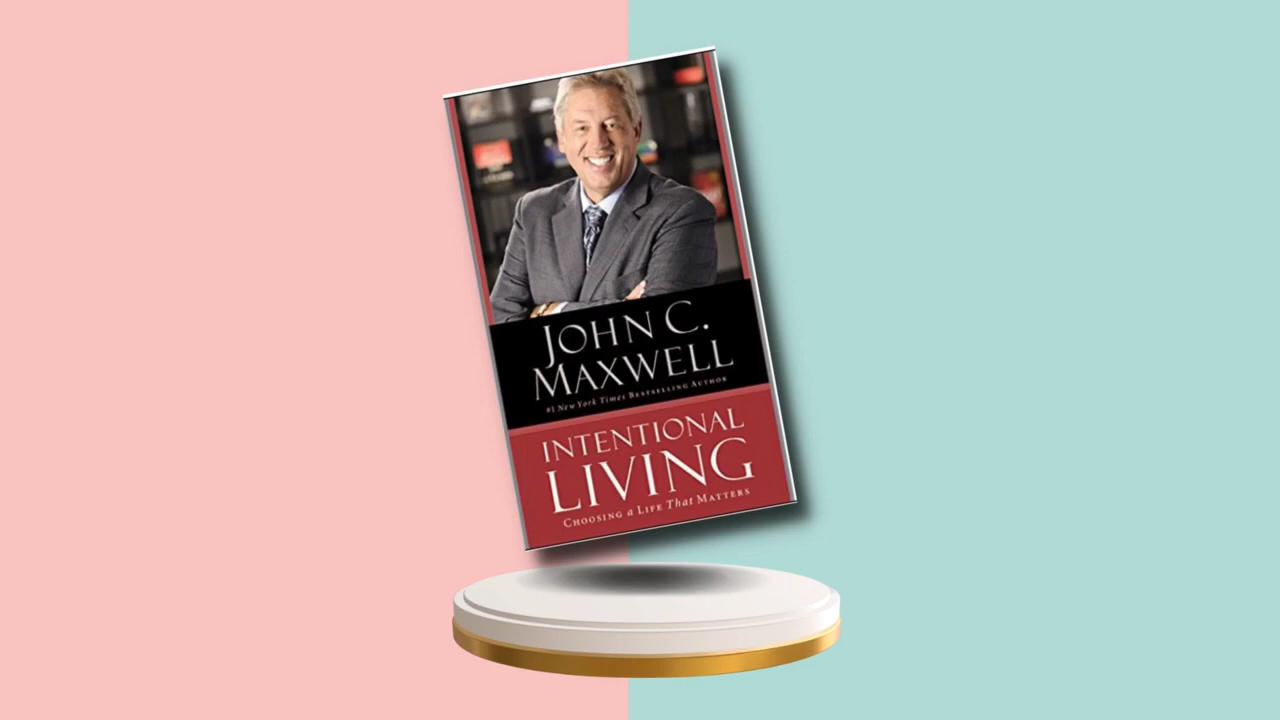 JOHN C.
MAXWELL
#1 New York Times BESTSELLING AUTHOR
INTENTIONAL
LIVING
CHOOSING a LIFE That MATTERS